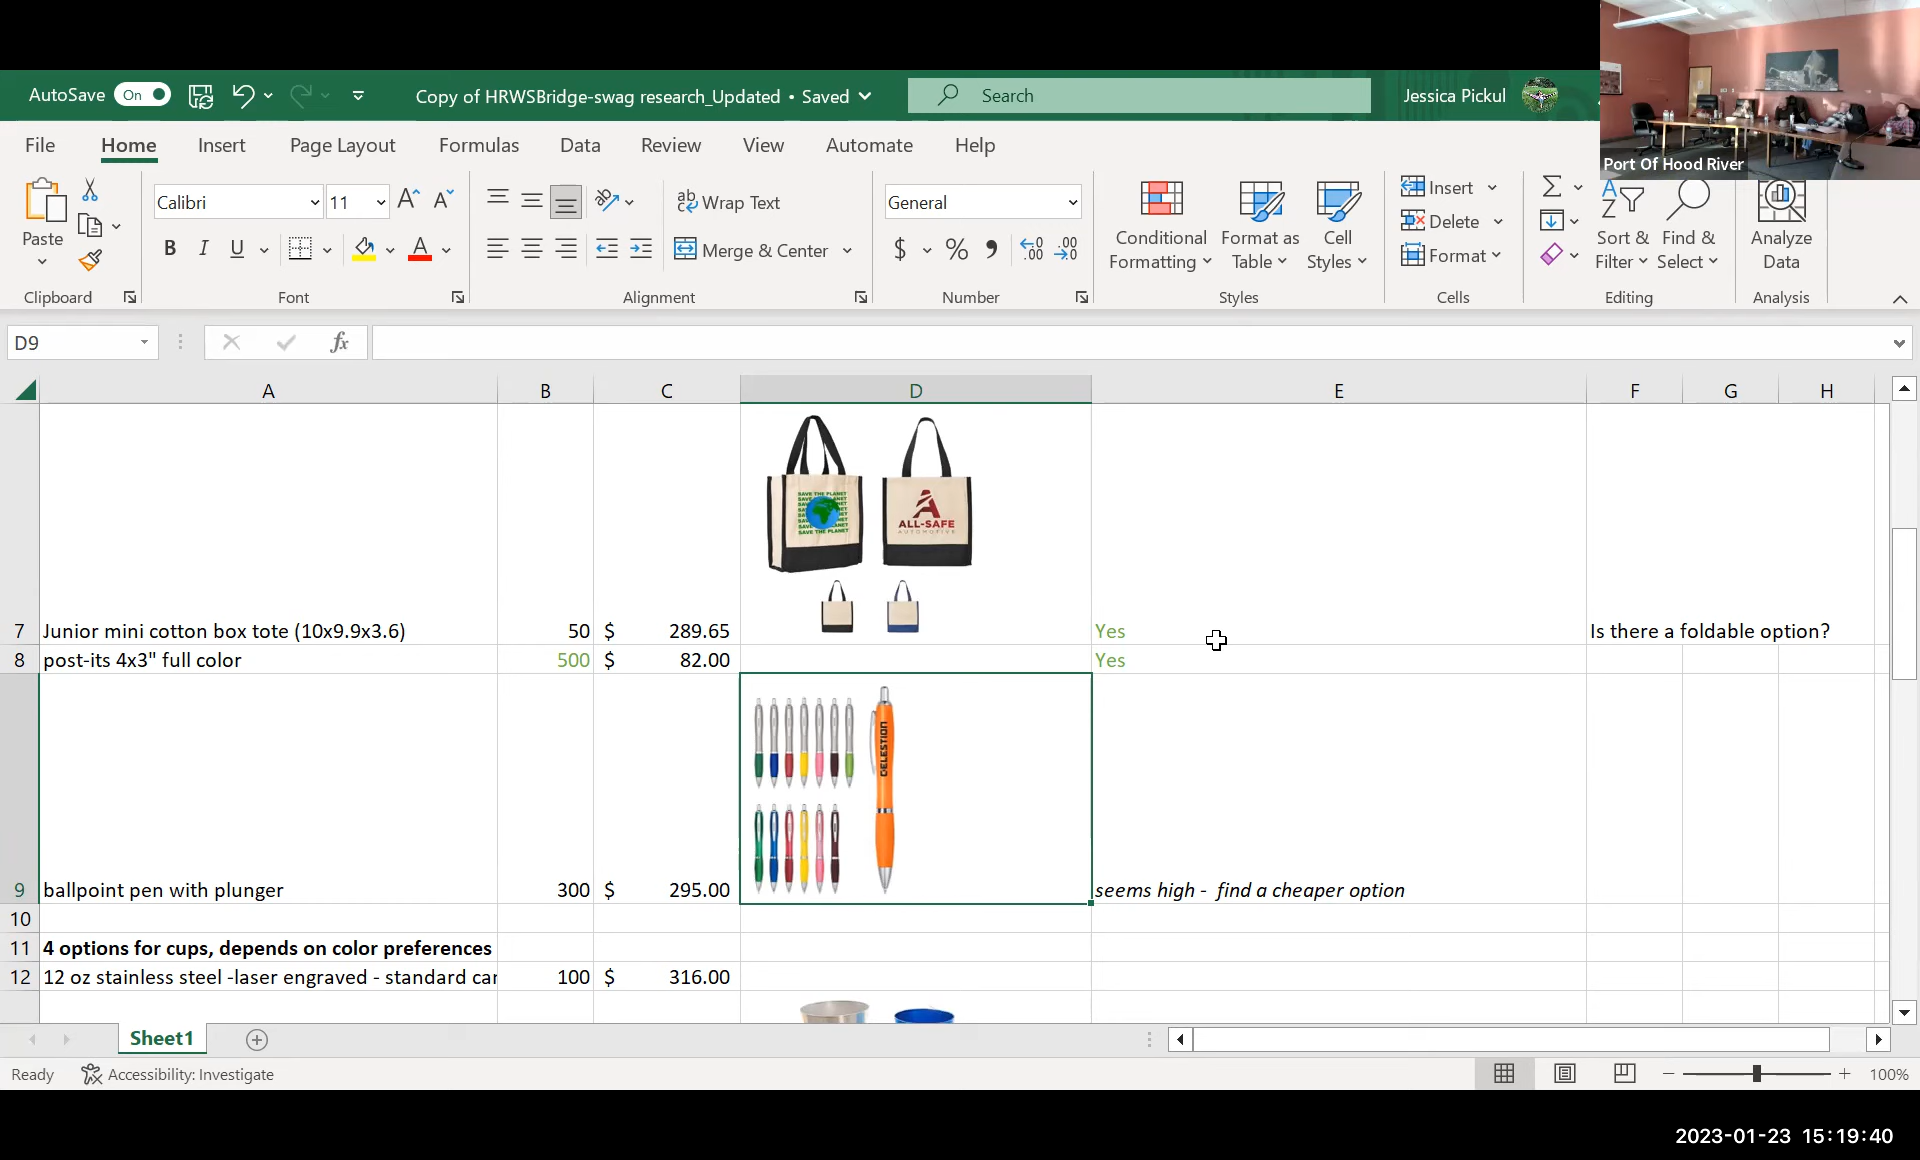 AutoSave On Copy of HRWSBridge-swag research_Updated • Saved Search Jessica Pickul
Port Of Hood River
File Home Insert Page Layout Formulas Data Review View Automate Help
Paste
Calibri 11
Wrap Text
Merge & Center
General
Conditional Formatting
Format as Table
Cell Styles
Insert
Delete
Format
Sort & Filter
Find & Select
Analyze Data
Clipboard Font Alignment Number Styles Cells Editing Analysis
D9 fx
A B C D E F G H
SAVE THE PLANET
ALL-SAFE
AUTOMOTIVE
7 Junior mini cotton box tote (10x9.9x3.6) 50 $ 289.65 Yes Is there a foldable option?
8 post-its 4x3" full color 500 $ 82.00 Yes
DELESTION
9 ballpoint pen with plunger 300 $ 295.00 seems high - find a cheaper option
10
11 4 options for cups, depends on color preferences
12 12 oz stainless steel -laser engraved - standard car 100 $ 316.00
Sheet1
Ready Accessibility: Investigate 100%
2023-01-23 15:19:40